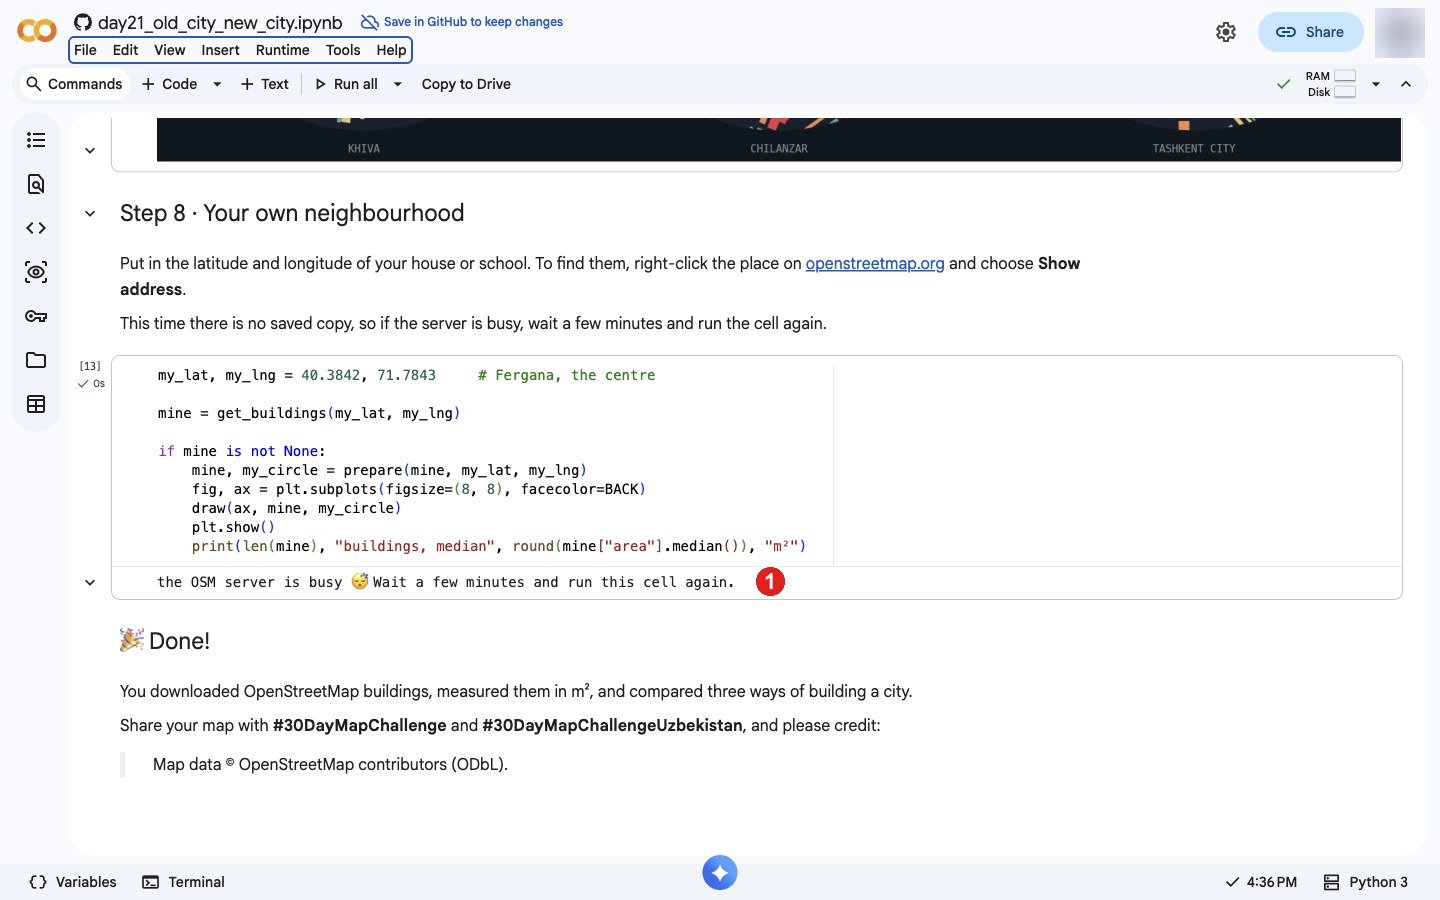 day21_old_city_new_city.ipynb
Save in GitHub to keep changes
File Edit View Insert Runtime Tools Help
Share
Commands + Code + Text Run all Copy to Drive
RAM
Disk
KHIVA CHILANZAR TASHKENT CITY
Step 8 · Your own neighbourhood
Put in the latitude and longitude of your house or school. To find them, right-click the place on openstreetmap.org and choose Show
address.
This time there is no saved copy, so if the server is busy, wait a few minutes and run the cell again.
[13]
0s
my_lat, my_lng = 40.3842, 71.7843     # Fergana, the centre
mine = get_buildings(my_lat, my_lng)
if mine is not None:
    mine, my_circle = prepare(mine, my_lat, my_lng)
    fig, ax = plt.subplots(figsize=(8, 8), facecolor=BACK)
    draw(ax, mine, my_circle)
    plt.show()
    print(len(mine), "buildings, median", round(mine["area"].median()), "m²")
the OSM server is busy 😴 Wait a few minutes and run this cell again.
1
🎉 Done!
You downloaded OpenStreetMap buildings, measured them in m², and compared three ways of building a city.
Share your map with #30DayMapChallenge and #30DayMapChallengeUzbekistan, and please credit:
Map data © OpenStreetMap contributors (ODbL).
Variables Terminal 4:36 PM Python 3